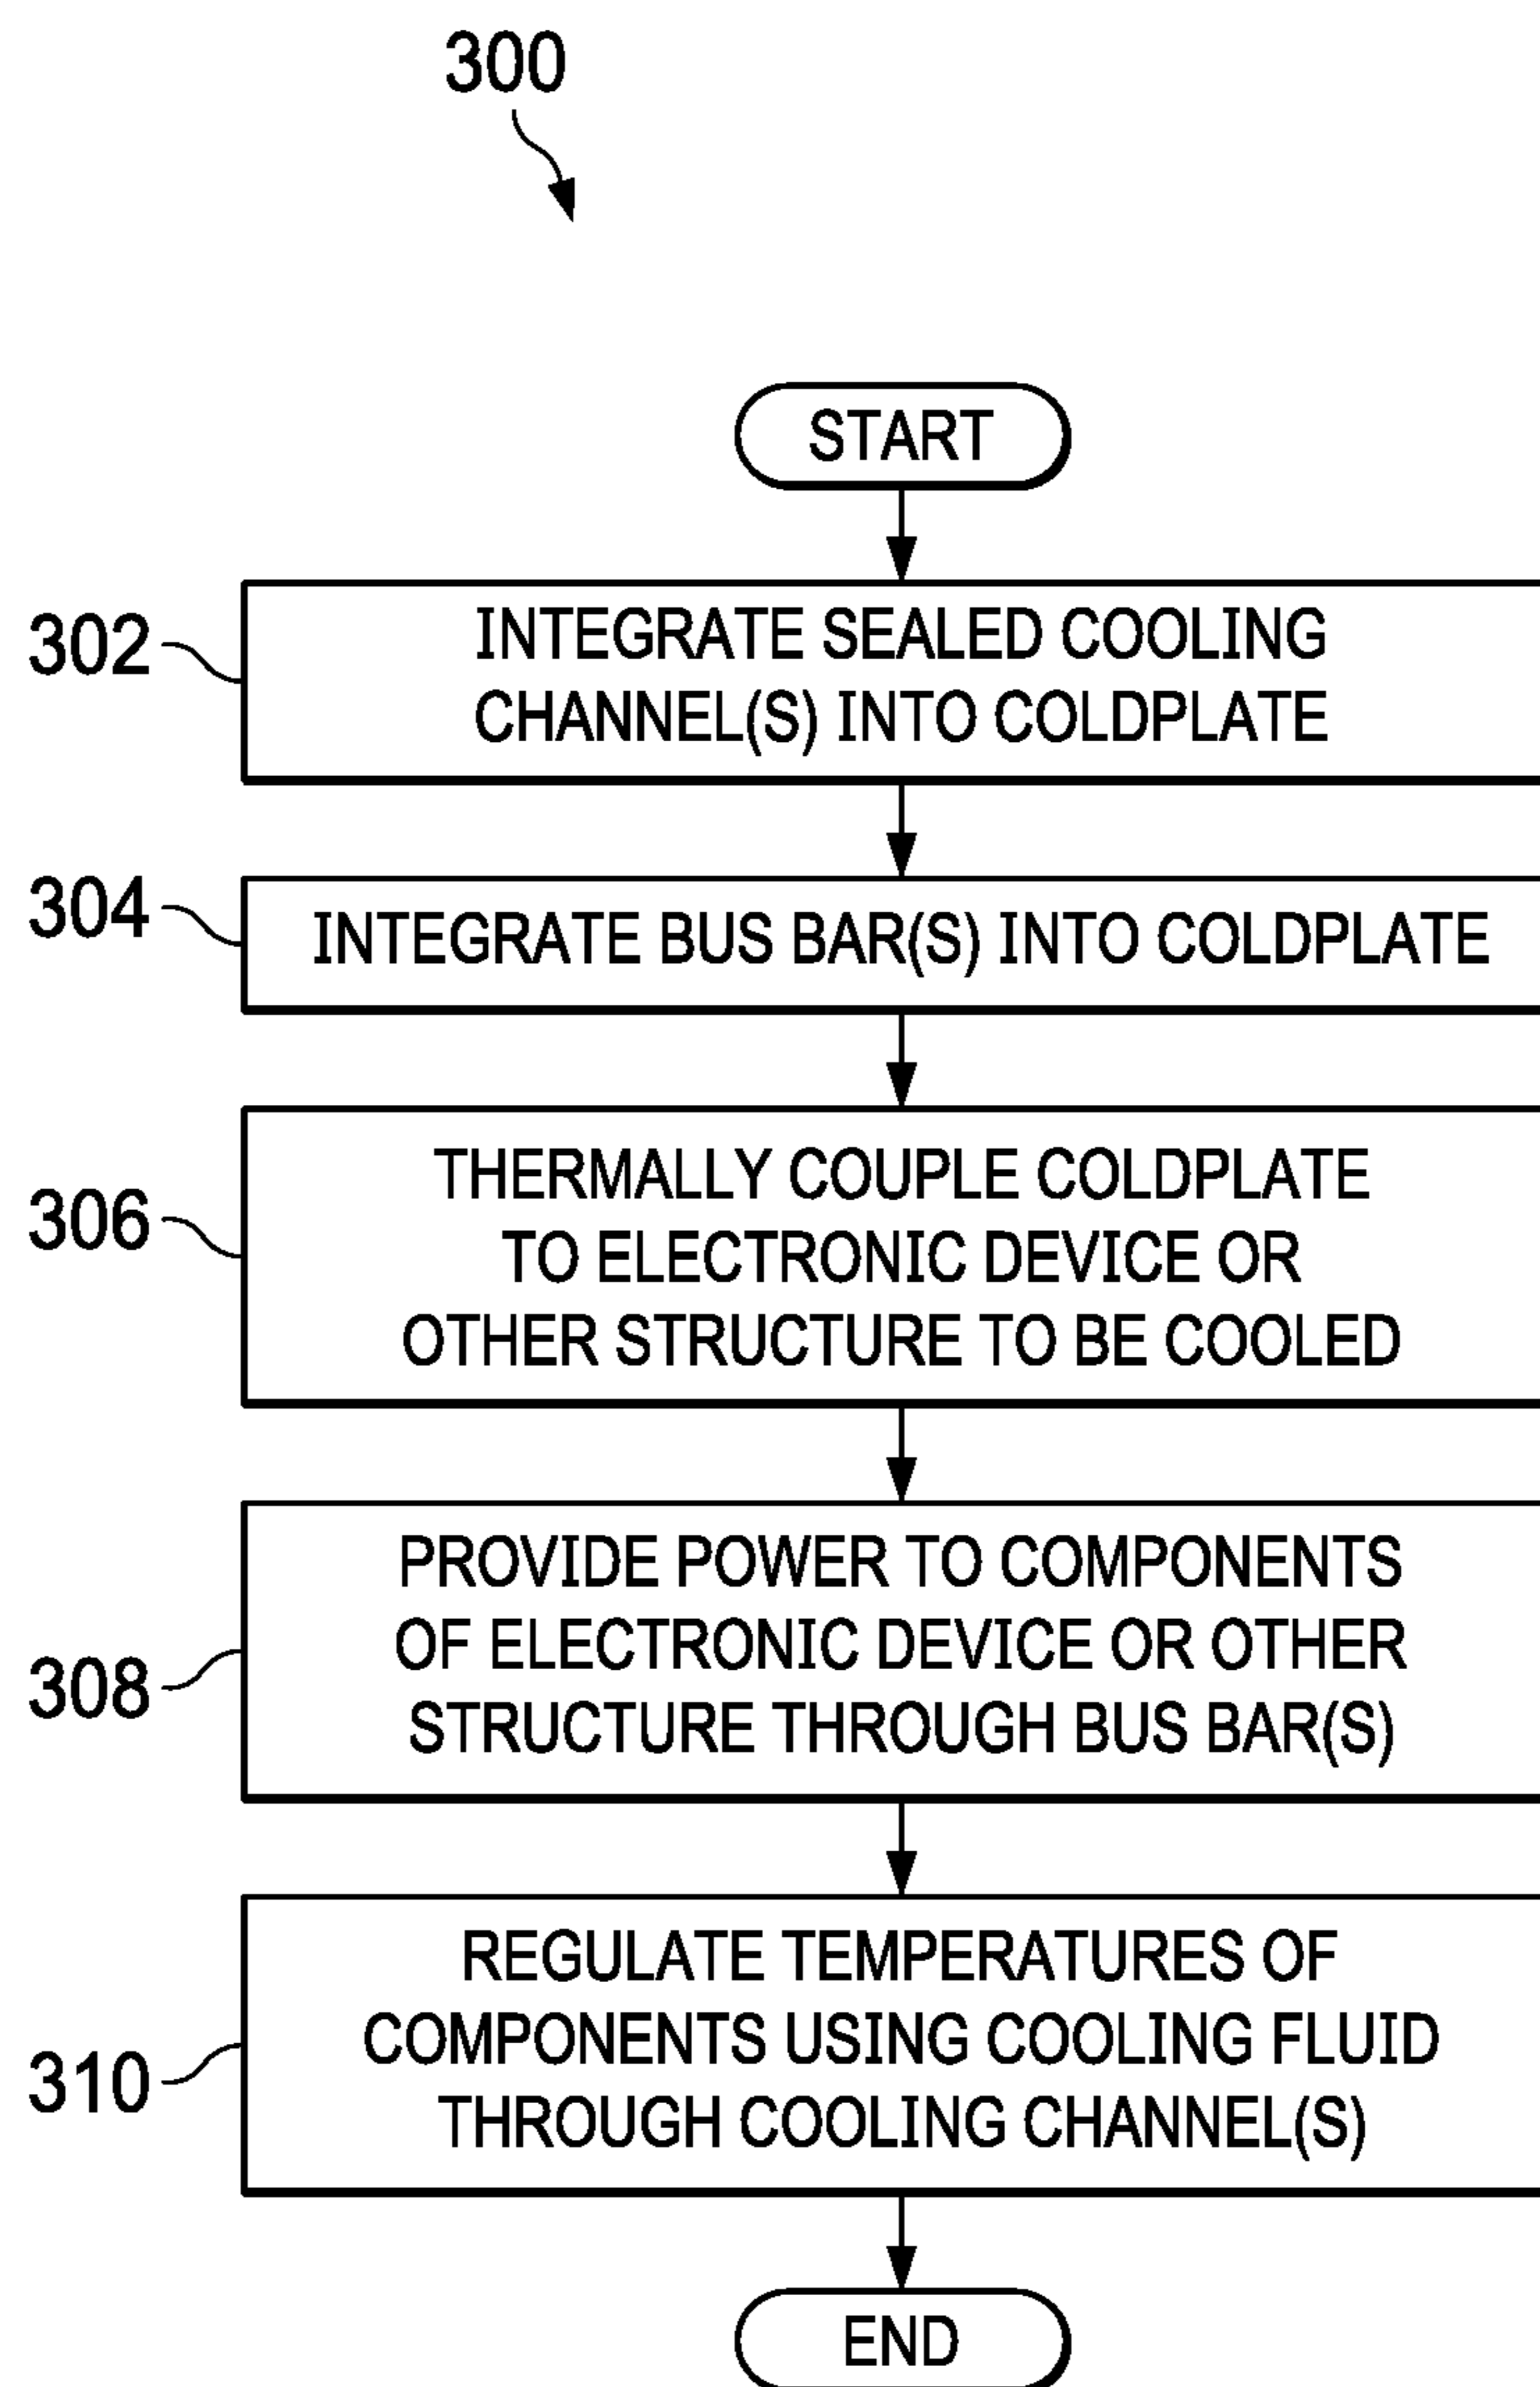 300
START
302
INTEGRATE SEALED COOLING
CHANNEL(S) INTO COLDPLATE
304
INTEGRATE BUS BAR(S) INTO COLDPLATE
306
THERMALLY COUPLE COLDPLATE
TO ELECTRONIC DEVICE OR
OTHER STRUCTURE TO BE COOLED
308
PROVIDE POWER TO COMPONENTS
OF ELECTRONIC DEVICE OR OTHER
STRUCTURE THROUGH BUS BAR(S)
310
REGULATE TEMPERATURES OF
COMPONENTS USING COOLING FLUID
THROUGH COOLING CHANNEL(S)
END